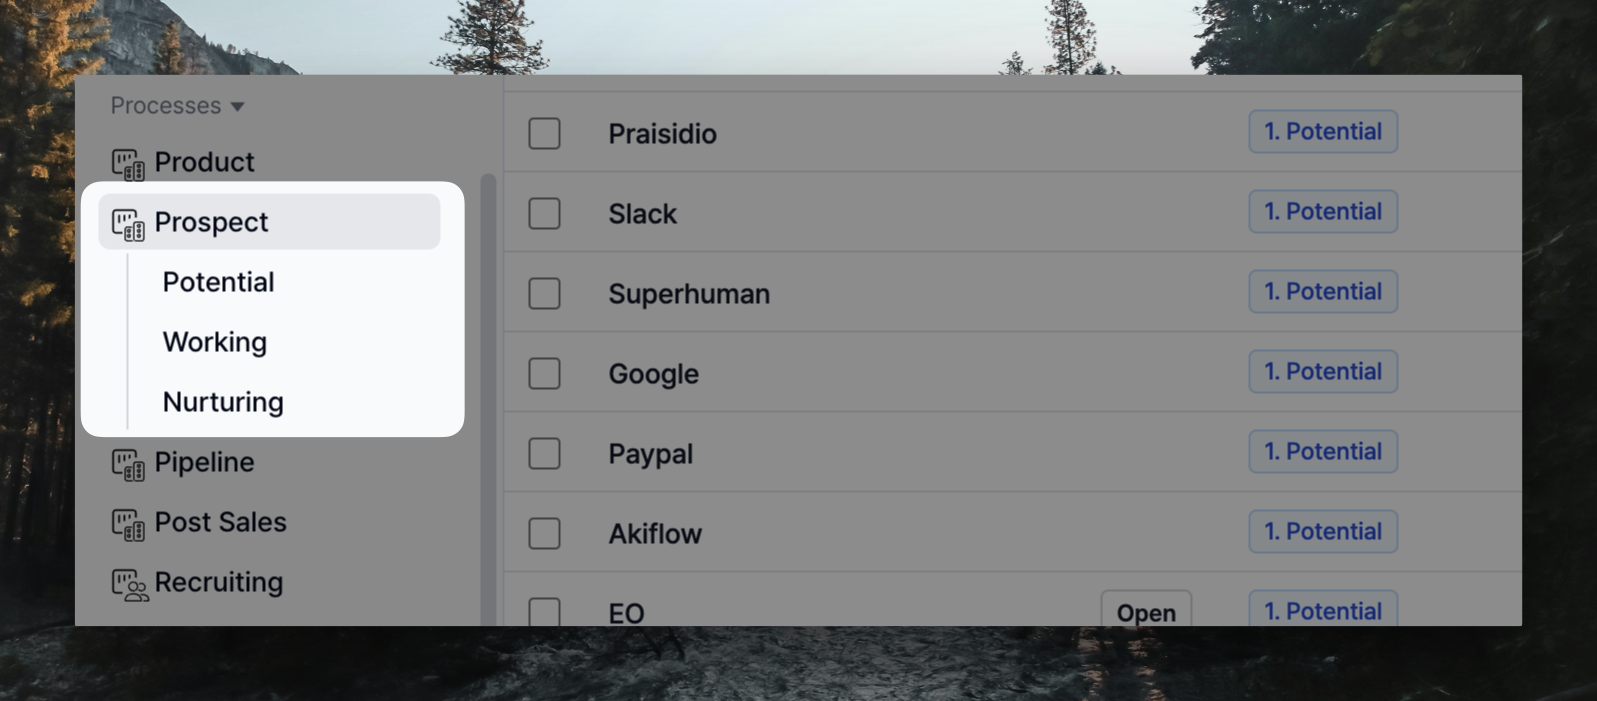 Processes
Product
Prospect
Potential
Working
Nurturing
Pipeline
Post Sales
Recruiting
Praisidio 1. Potential
Slack 1. Potential
Superhuman 1. Potential
Google 1. Potential
Paypal 1. Potential
Akiflow 1. Potential
EO Open 1. Potential